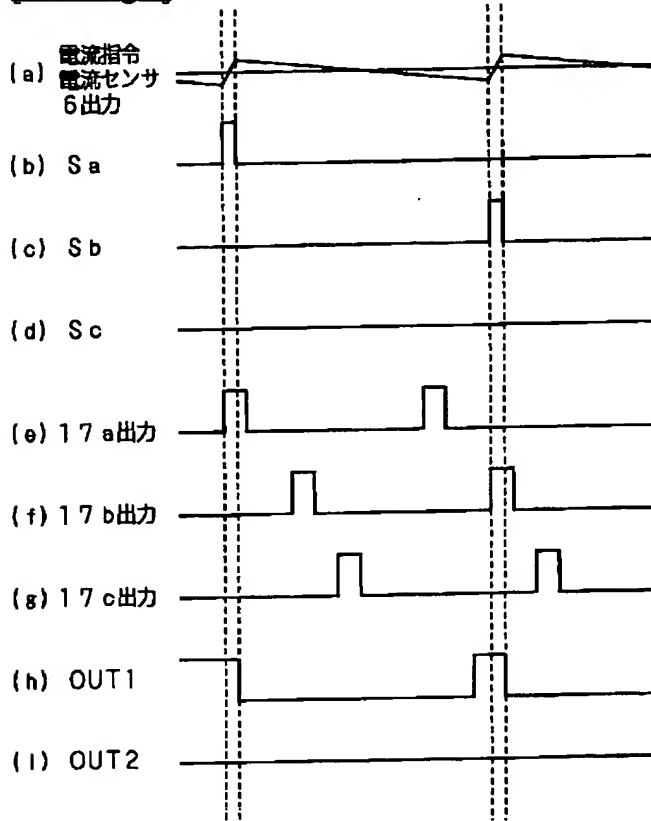 (a) 電流指令
電流センサ
6出力
(b) Sa
(c) Sb
(d) Sc
(e) 17a出力
(f) 17b出力
(g) 17c出力
(h) OUT1
(I) OUT2